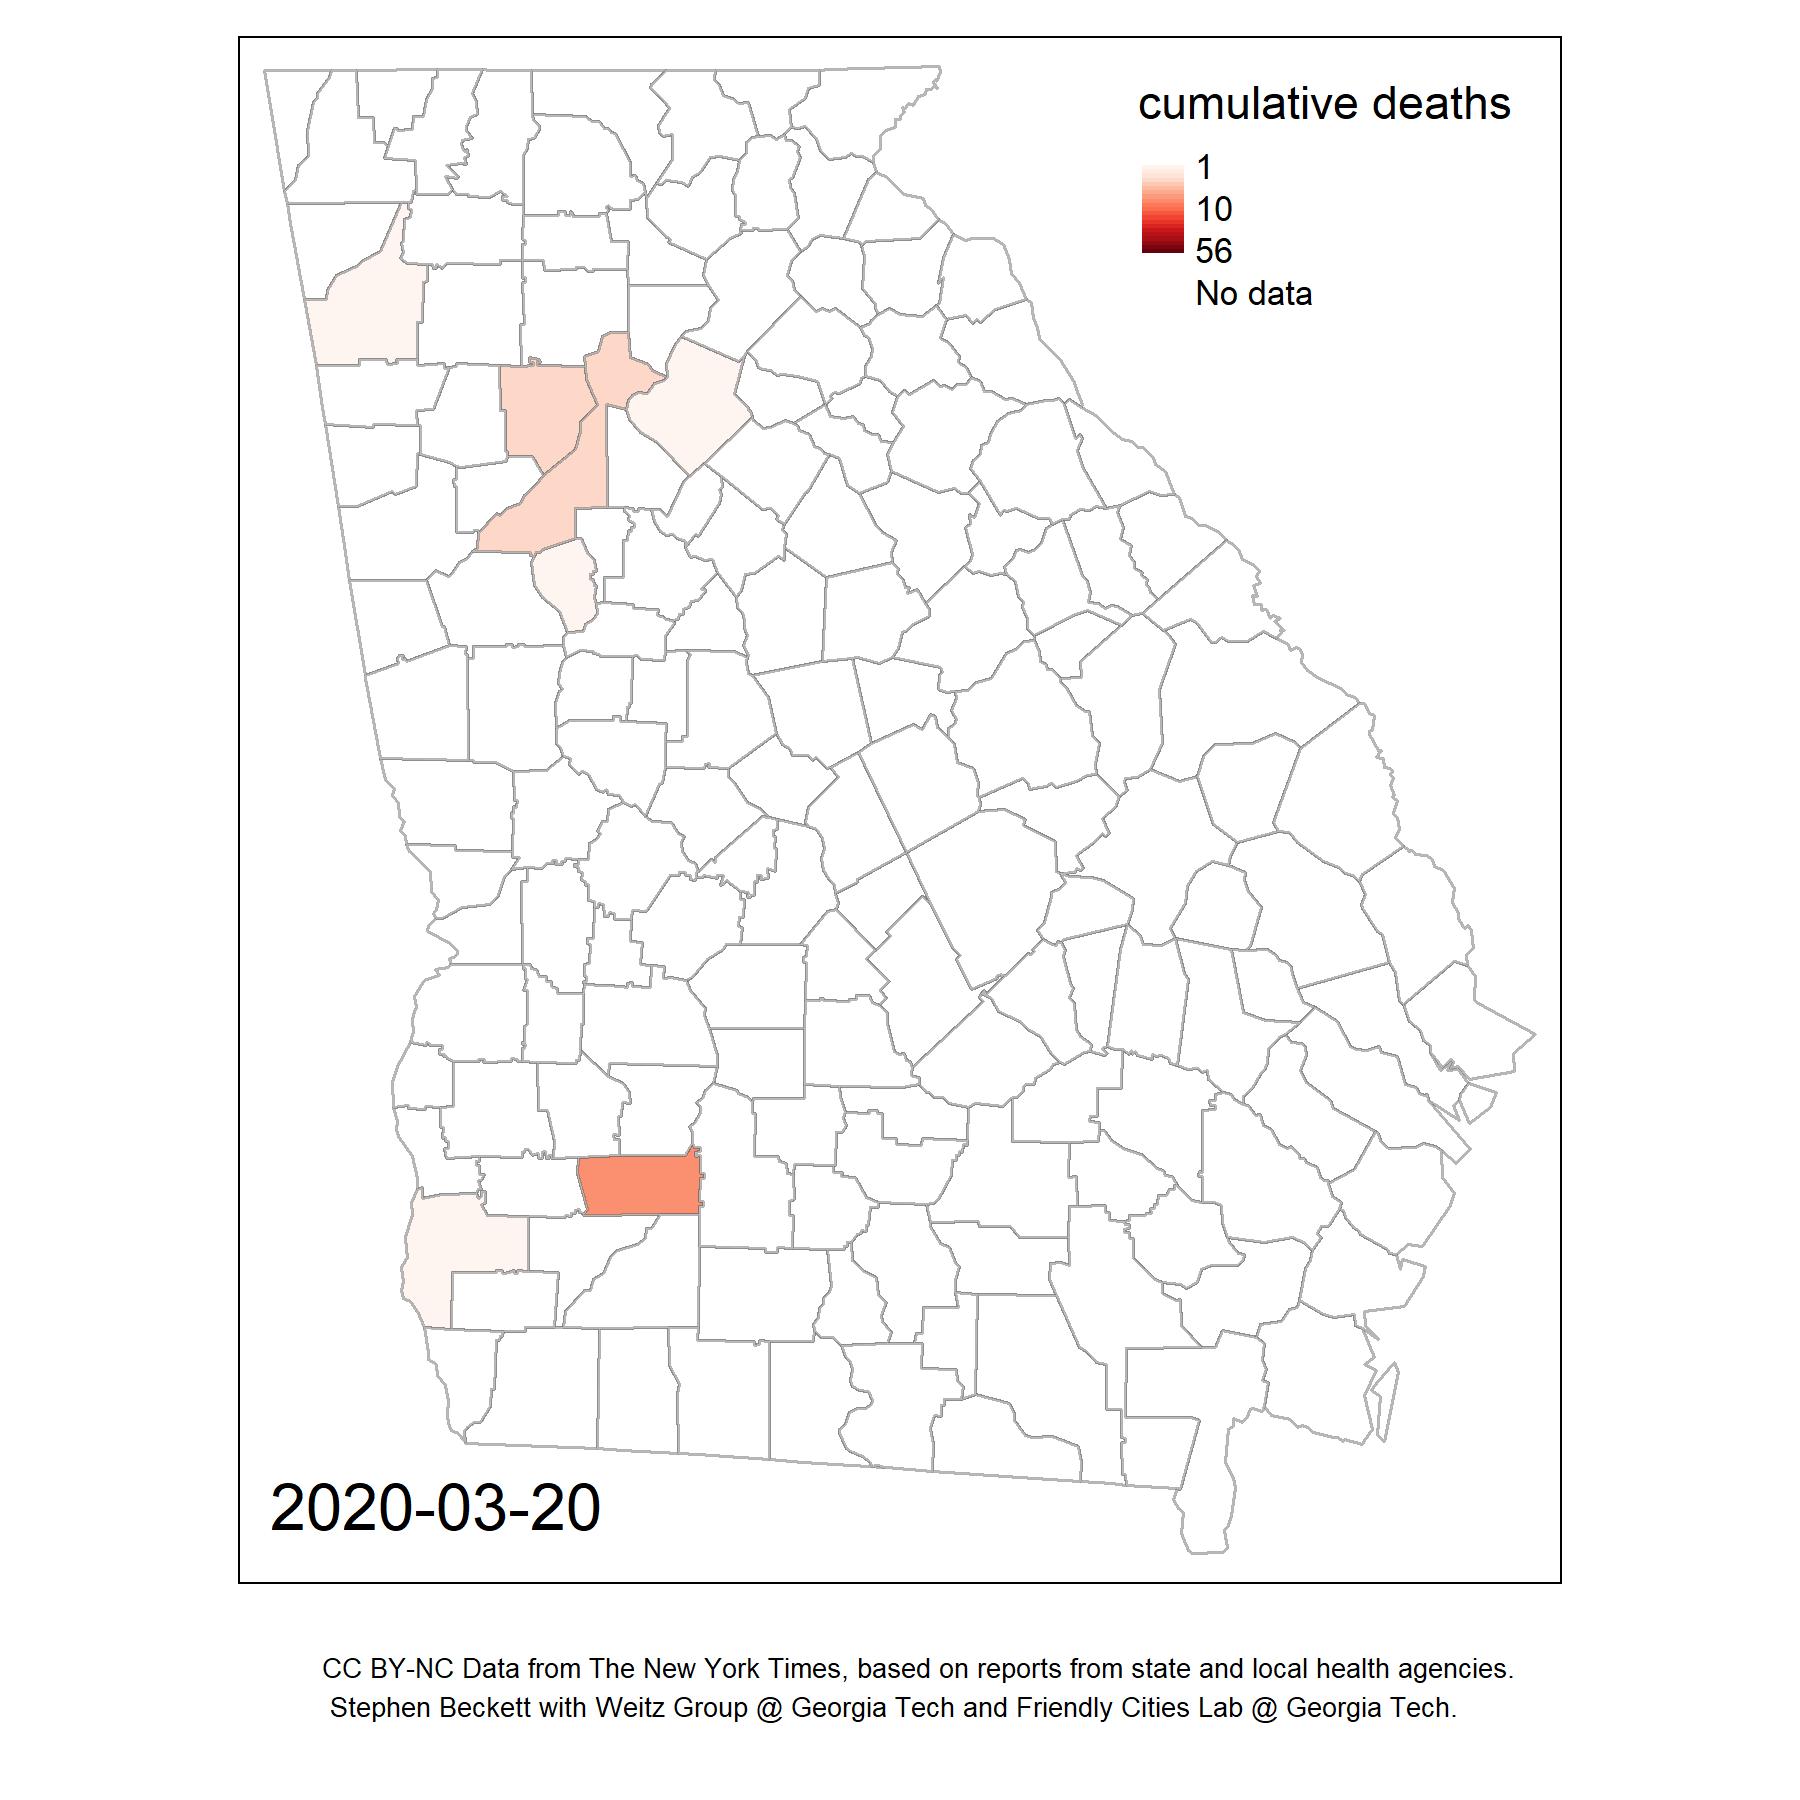 cumulative deaths
1
10
56
No data
2020-03-20
CC BY-NC Data from The New York Times, based on reports from state and local health agencies.
Stephen Beckett with Weitz Group @ Georgia Tech and Friendly Cities Lab @ Georgia Tech.